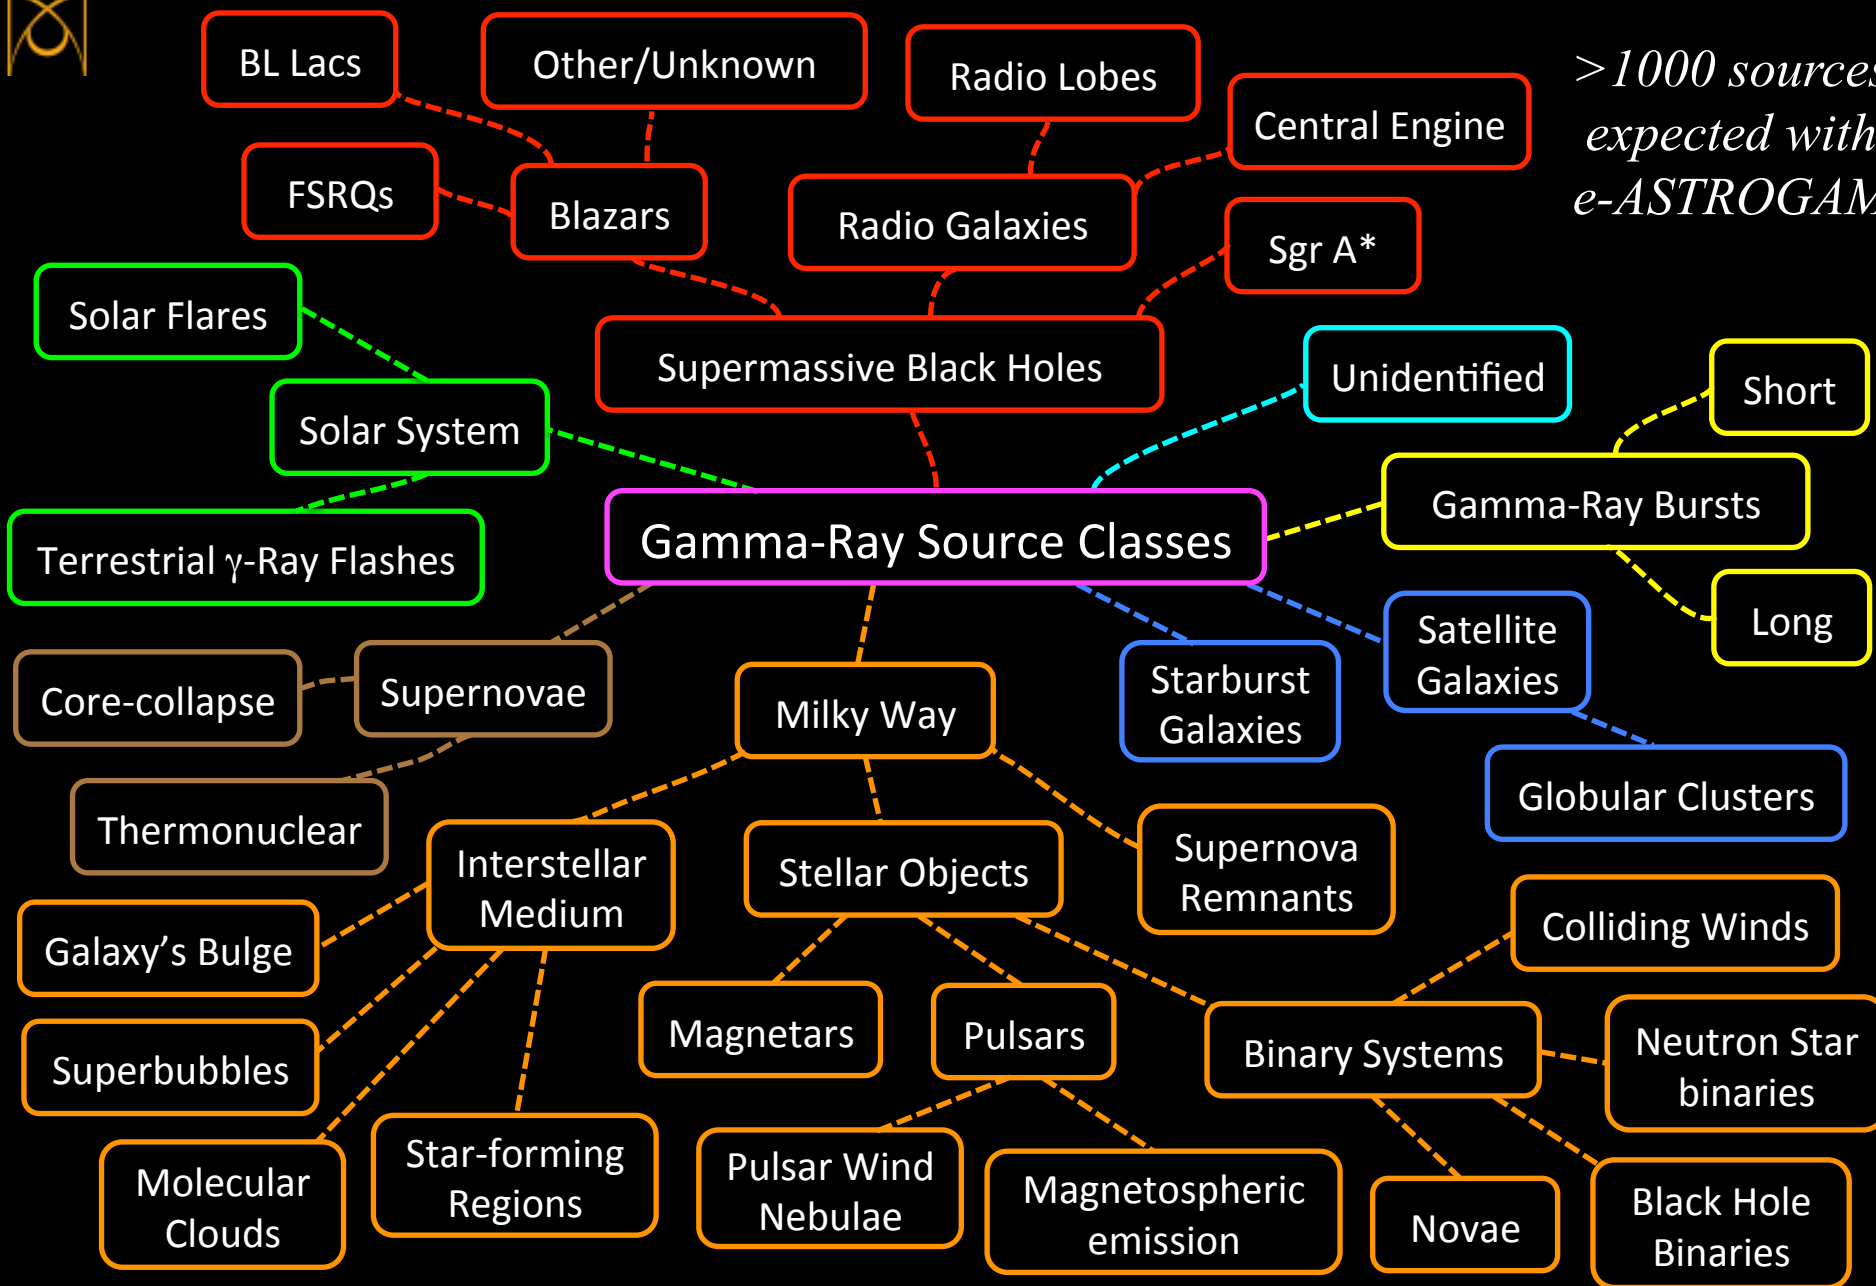 BL Lacs
Other/Unknown
Radio Lobes
Central Engine
>1000 sources
expected with
e-ASTROGAM
FSRQs
Blazars
Radio Galaxies
Sgr A*
Solar Flares
Supermassive Black Holes
Unidentified
Short
Solar System
Gamma-Ray Bursts
Terrestrial γ-Ray Flashes
Gamma-Ray Source Classes
Long
Satellite
Galaxies
Core-collapse
Supernovae
Milky Way
Starburst
Galaxies
Globular Clusters
Thermonuclear
Interstellar
Medium
Stellar Objects
Supernova
Remnants
Colliding Winds
Galaxy’s Bulge
Magnetars
Pulsars
Binary Systems
Neutron Star
binaries
Superbubbles
Molecular
Clouds
Star-forming
Regions
Pulsar Wind
Nebulae
Magnetospheric
emission
Novae
Black Hole
Binaries